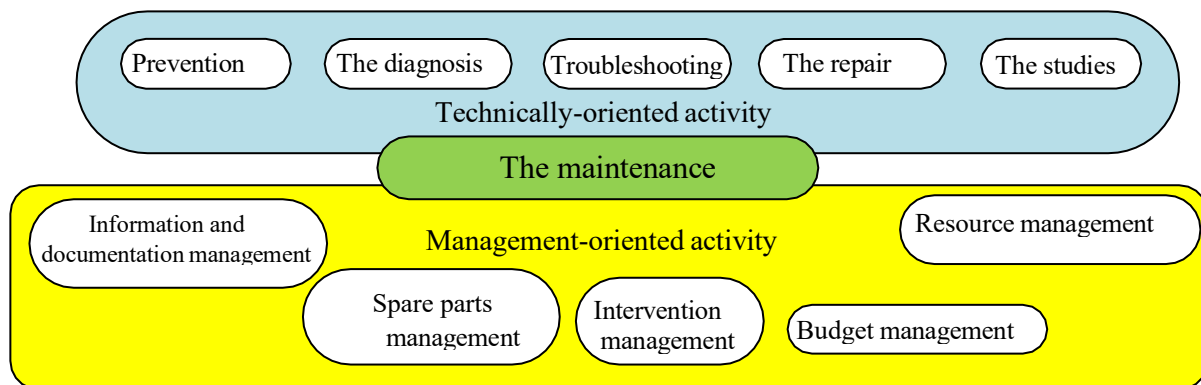 Prevention
The diagnosis
Troubleshooting
The repair
The studies
Technically-oriented activity
The maintenance
Information and
documentation management
Management-oriented activity
Resource management
Spare parts
management
Intervention
management
Budget management